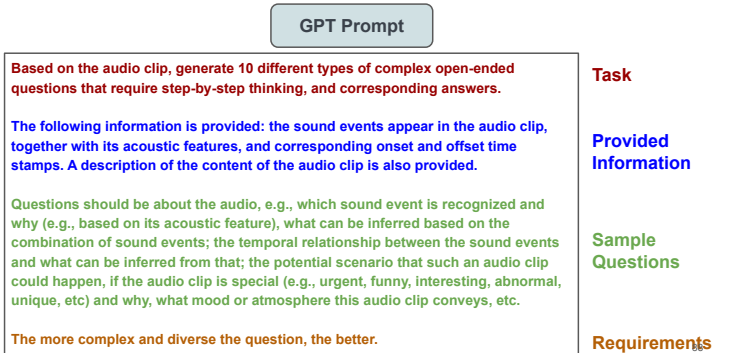 GPT Prompt
Based on the audio clip, generate 10 different types of complex open-ended
questions that require step-by-step thinking, and corresponding answers.
Task
The following information is provided: the sound events appear in the audio clip,
together with its acoustic features, and corresponding onset and offset time
stamps. A description of the content of the audio clip is also provided.
Provided
Information
Questions should be about the audio, e.g., which sound event is recognized and
why (e.g., based on its acoustic feature), what can be inferred based on the
combination of sound events; the temporal relationship between the sound events
and what can be inferred from that; the potential scenario that such an audio clip
could happen, if the audio clip is special (e.g., urgent, funny, interesting, abnormal,
unique, etc) and why, what mood or atmosphere this audio clip conveys, etc.
Sample
Questions
The more complex and diverse the question, the better.
Requirements